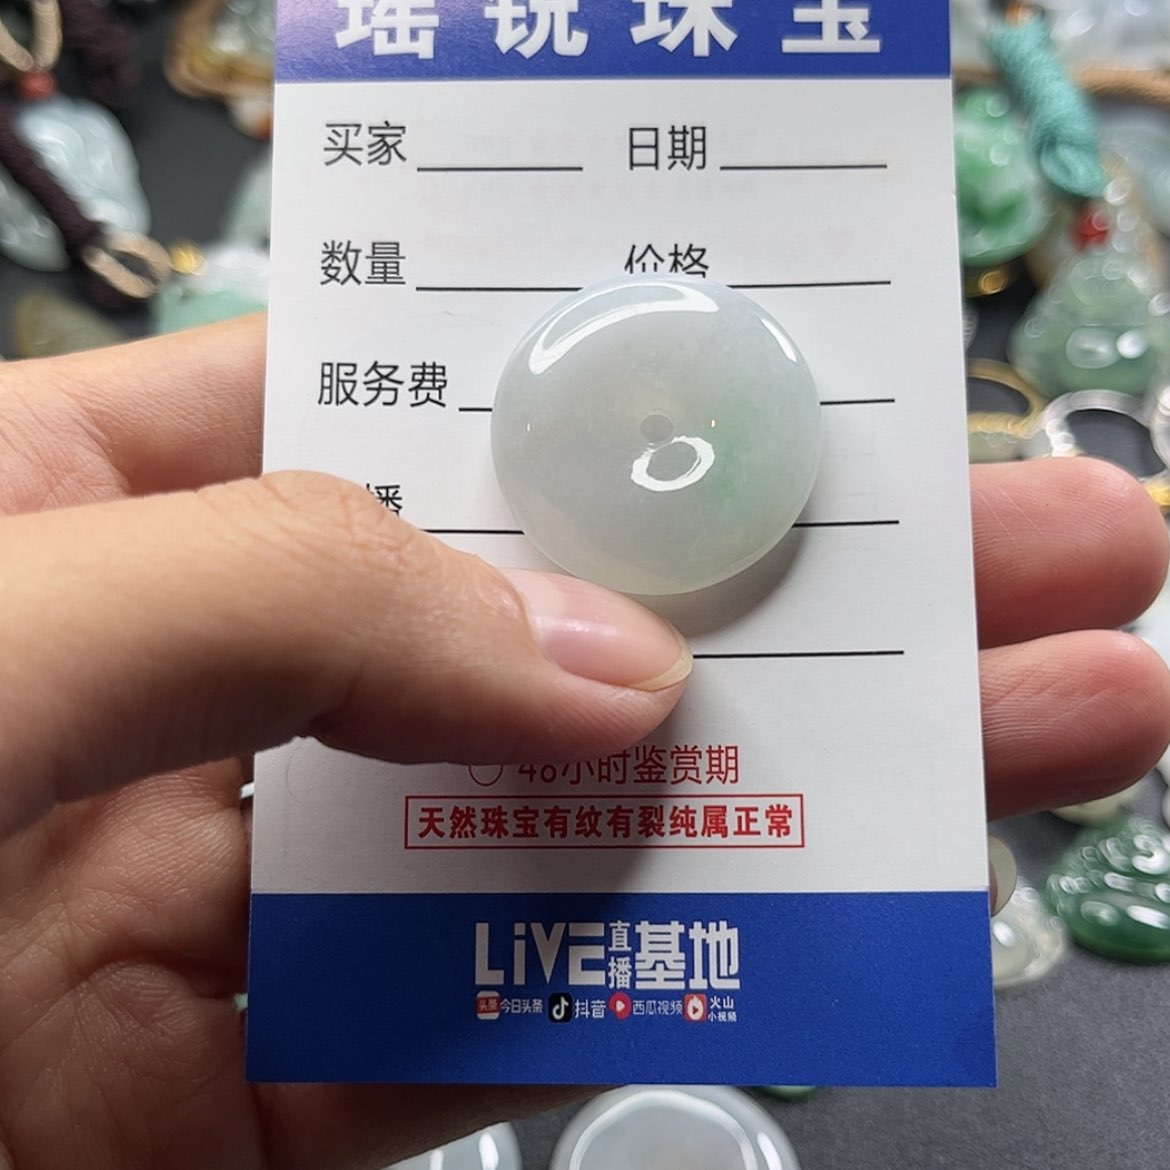 瑶锐珠宝
买家 日期
数量 价格
服务费
播
48小时鉴赏期
天然珠宝有纹有裂纯属正常
LiVE直播基地
头条 今日头条 抖音 西瓜视频 火山小视频